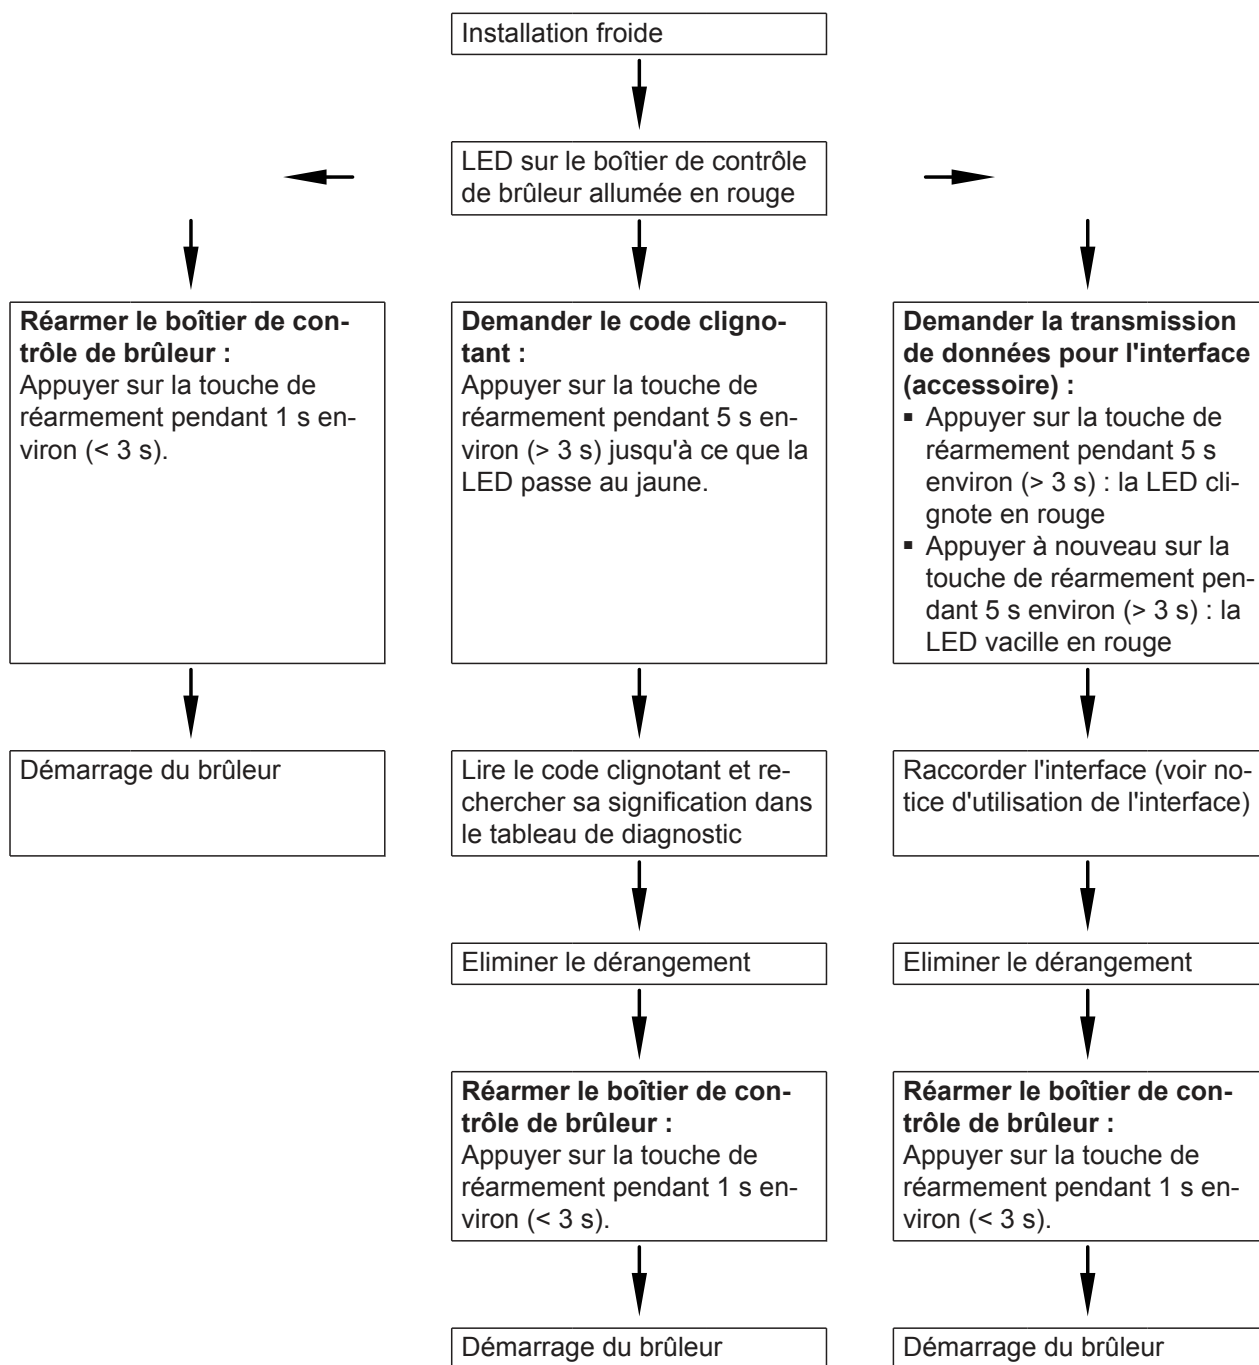 Installation froide
LED sur le boîtier de contrôle
de brûleur allumée en rouge
Réarmer le boîtier de con-
trôle de brûleur :
Appuyer sur la touche de
réarmement pendant 1 s en-
viron (< 3 s).
Demander le code cligno-
tant :
Appuyer sur la touche de
réarmement pendant 5 s en-
viron (> 3 s) jusqu'à ce que la
LED passe au jaune.
Demander la transmission
de données pour l'interface
(accessoire) :
▪ Appuyer sur la touche de
réarmement pendant 5 s
environ (> 3 s) : la LED cli-
gnote en rouge
▪ Appuyer à nouveau sur la
touche de réarmement pen-
dant 5 s environ (> 3 s) : la
LED vacille en rouge
Démarrage du brûleur
Lire le code clignotant et re-
chercher sa signification dans
le tableau de diagnostic
Raccorder l'interface (voir no-
tice d'utilisation de l'interface)
Eliminer le dérangement
Eliminer le dérangement
Réarmer le boîtier de con-
trôle de brûleur :
Appuyer sur la touche de
réarmement pendant 1 s en-
viron (< 3 s).
Réarmer le boîtier de con-
trôle de brûleur :
Appuyer sur la touche de
réarmement pendant 1 s en-
viron (< 3 s).
Démarrage du brûleur
Démarrage du brûleur